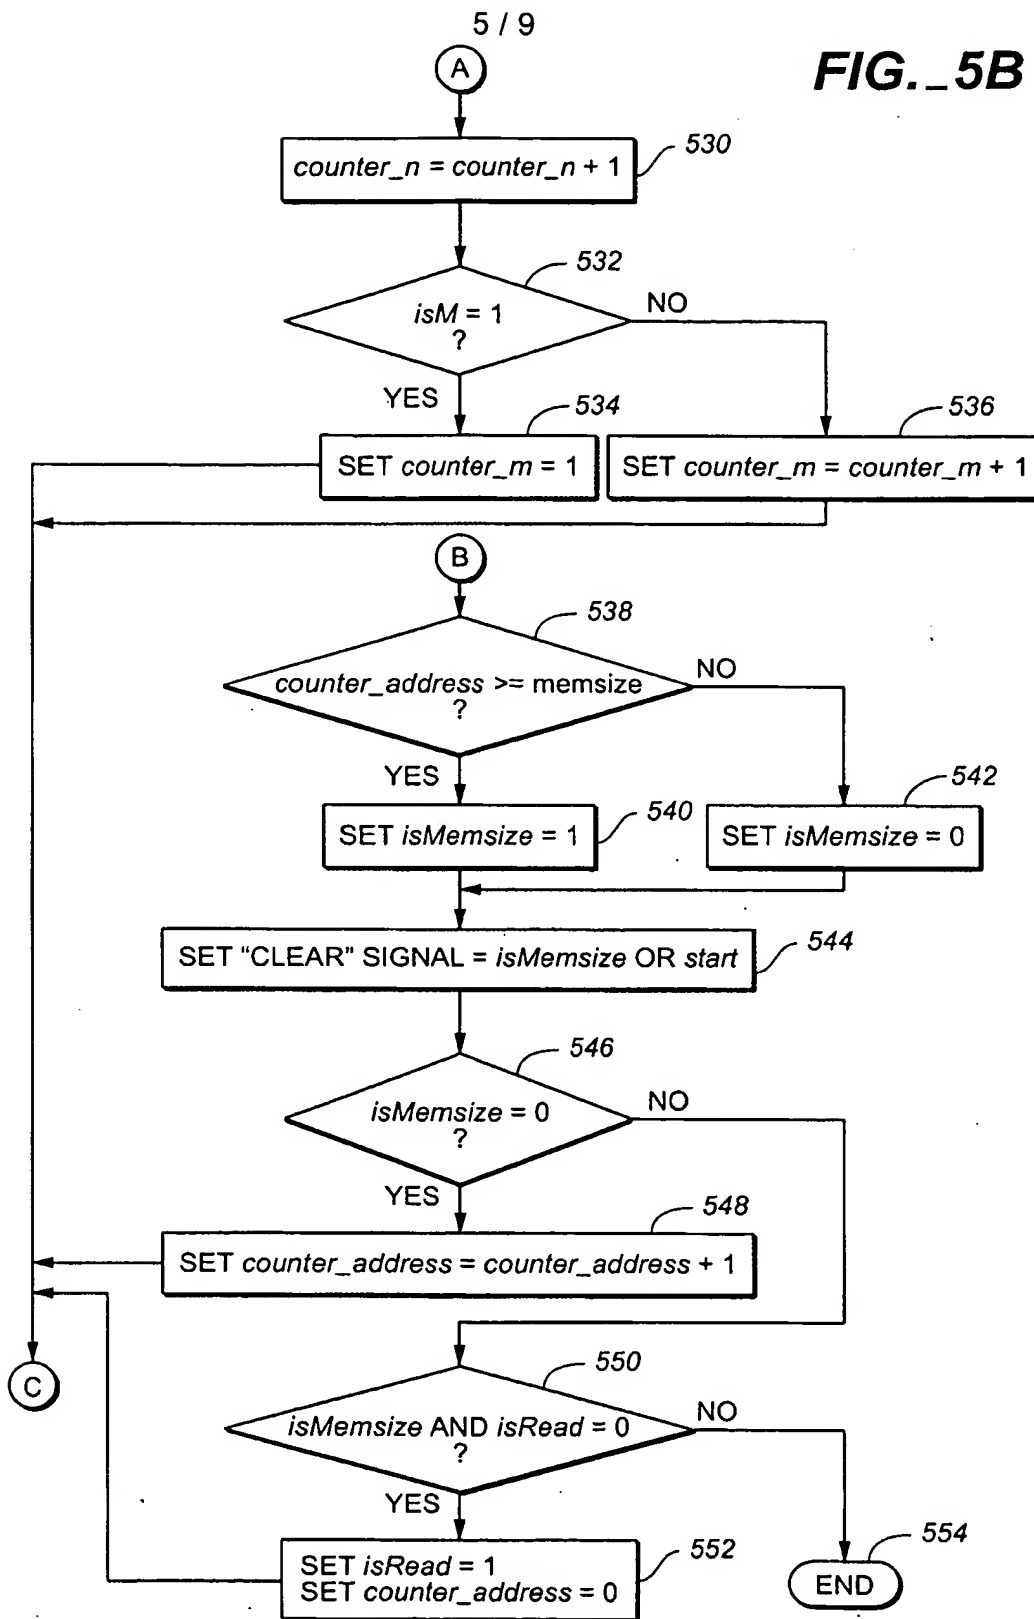 5 / 9
FIG._5B
A
counter_n = counter_n + 1
530
532
isM = 1
?
NO
YES
534
536
SET counter_m = 1
SET counter_m = counter_m + 1
B
538
counter_address >= memsize
?
NO
YES
540
542
SET isMemsize = 1
SET isMemsize = 0
544
SET "CLEAR" SIGNAL = isMemsize OR start
546
isMemsize = 0
?
NO
YES
548
SET counter_address = counter_address + 1
C
550
isMemsize AND isRead = 0
?
NO
YES
552
554
SET isRead = 1
SET counter_address = 0
END